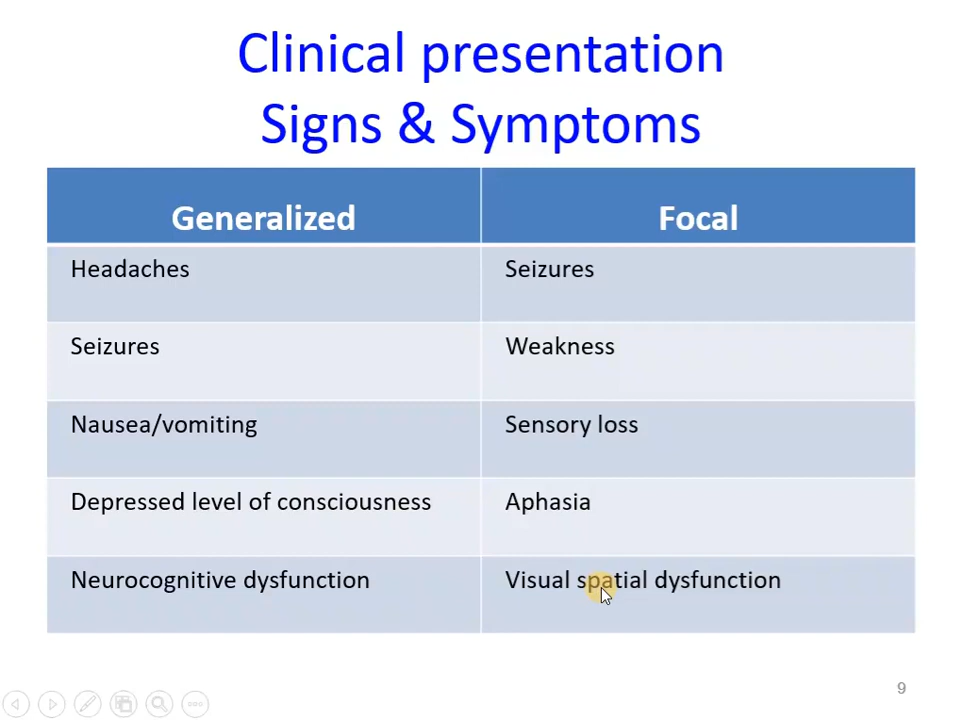 Clinical presentation
Signs & Symptoms
Generalized
Focal
Headaches
Seizures
Seizures
Weakness
Nausea/vomiting
Sensory loss
Depressed level of consciousness
Aphasia
Neurocognitive dysfunction
Visual spatial dysfunction
9